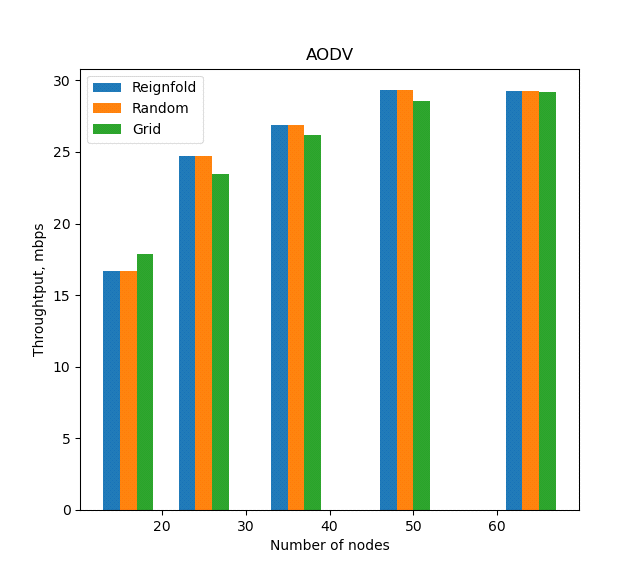 AODV
Reignfold
Random
Grid
30
25
20
15
10
5
0
Throughtput, mbps
20 30 40 50 60
Number of nodes